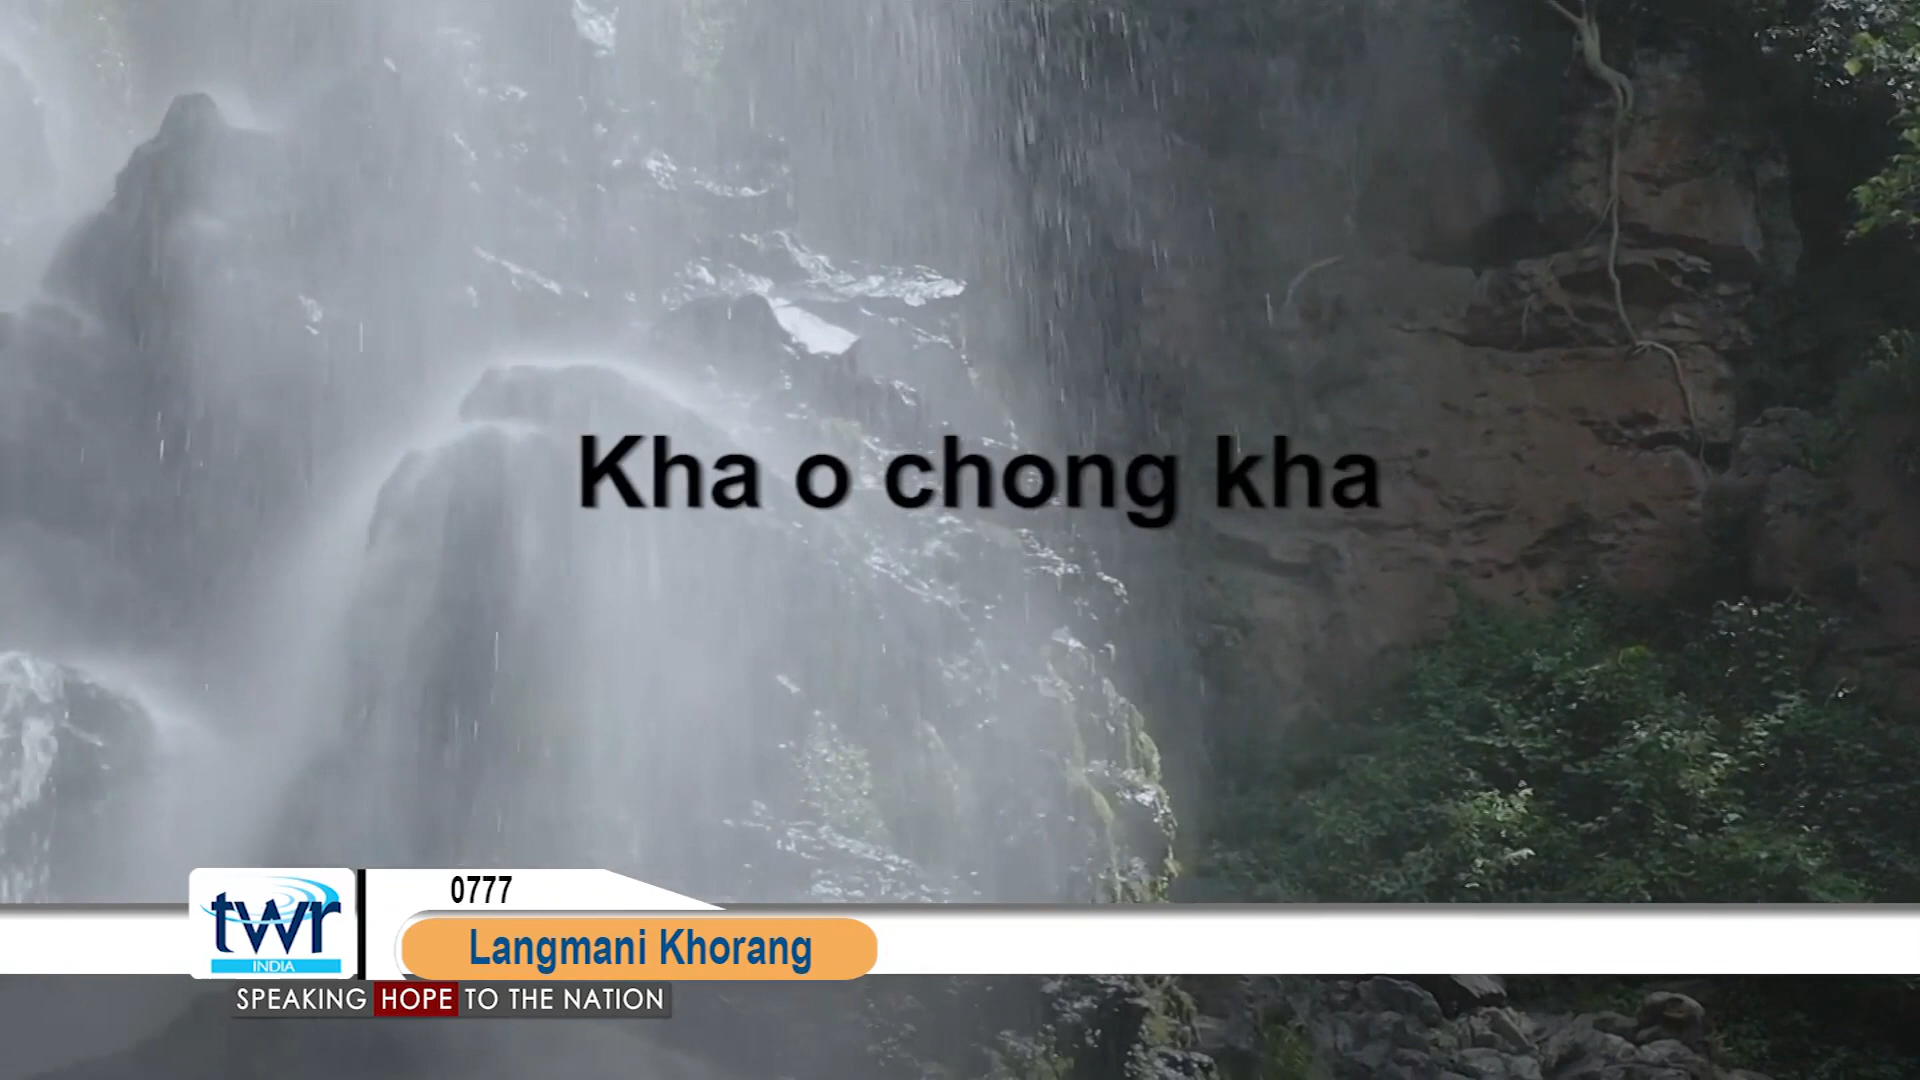 Kha o chong kha
0777
twr
INDIA
Langmani Khorang
SPEAKING HOPE TO THE NATION